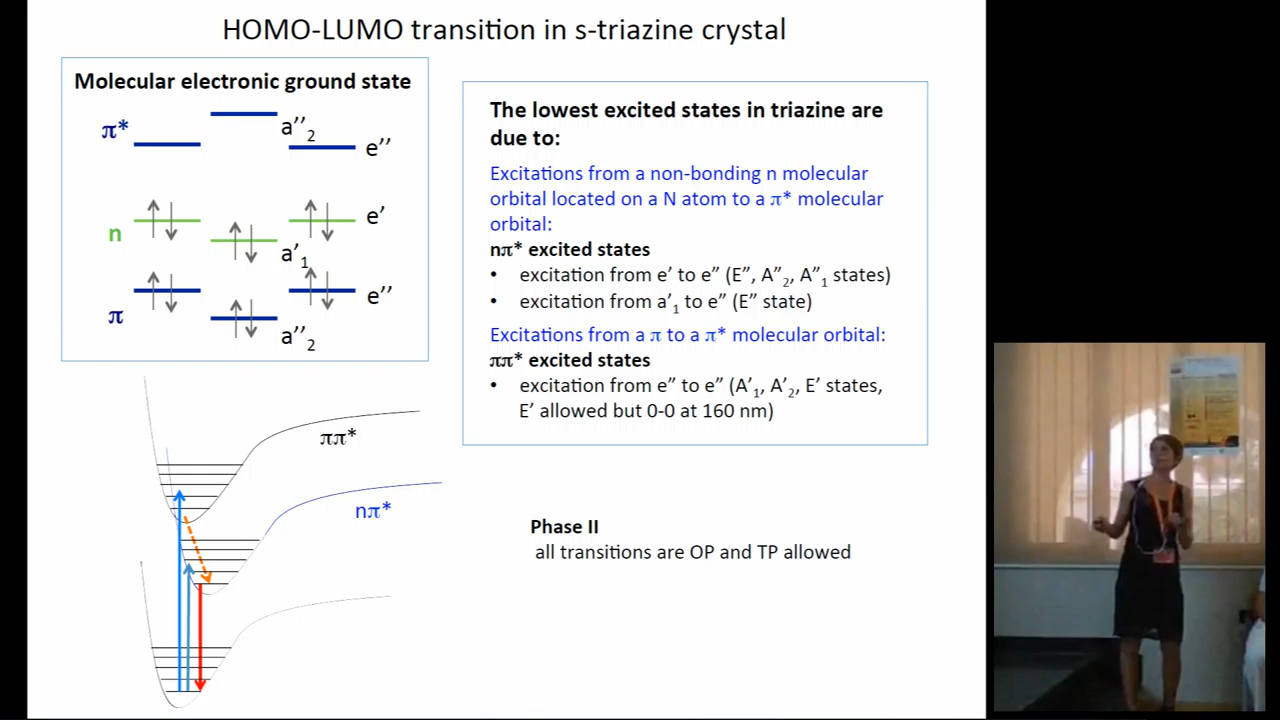 HOMO-LUMO transition in s-triazine crystal
Molecular electronic ground state
π*
a’’2
e’’
n
e’
a’1
π
e’’
a’’2
The lowest excited states in triazine are
due to:
Excitations from a non-bonding n molecular
orbital located on a N atom to a π* molecular
orbital:
nπ* excited states
• excitation from e’ to e” (E”, A”2, A”1 states)
• excitation from a’1 to e” (E” state)
Excitations from a π to a π* molecular orbital:
ππ* excited states
• excitation from e” to e” (A’1, A’2, E’ states,
E’ allowed but 0-0 at 160 nm)
ππ*
nπ*
Phase II
all transitions are OP and TP allowed